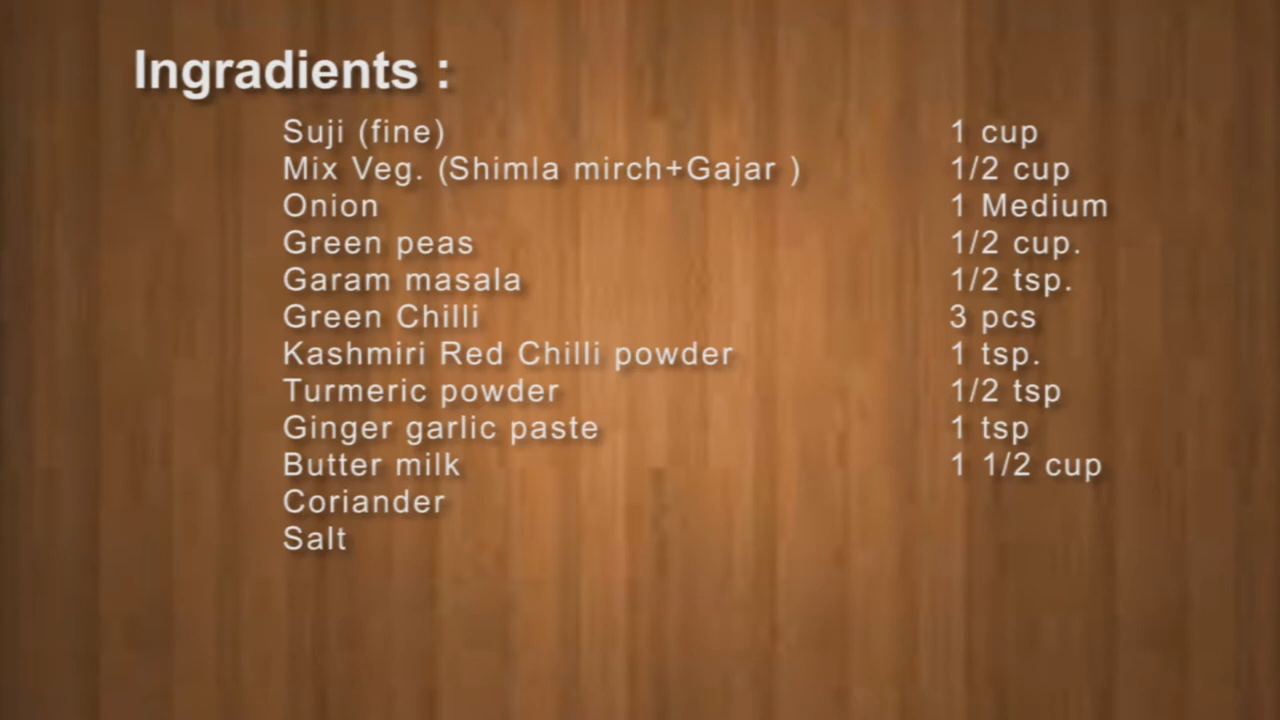 Ingradients :
Suji (fine) 1 cup
Mix Veg. (Shimla mirch+Gajar ) 1/2 cup
Onion 1 Medium
Green peas 1/2 cup.
Garam masala 1/2 tsp.
Green Chilli 3 pcs
Kashmiri Red Chilli powder 1 tsp.
Turmeric powder 1/2 tsp
Ginger garlic paste 1 tsp
Butter milk 1 1/2 cup
Coriander
Salt